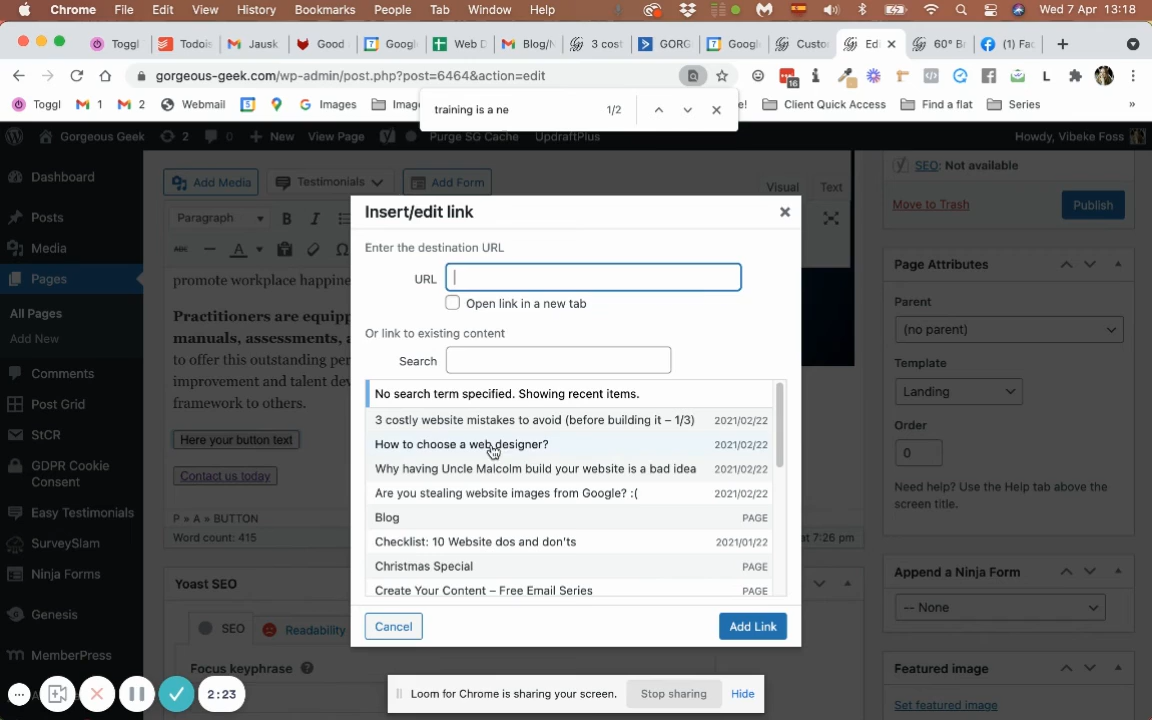 Chrome File Edit View History Bookmarks People Tab Window Help Wed 7 Apr 13:18
Toggl Todois Jausk Good Googl Web D Blog/N 3 cost GORG Googl Custo Edi 60° B (1) Fac
gorgeous-geek.com/wp-admin/post.php?post=6464&action=edit 16 L
Toggl 1 2 Webmail Images Imag Client Quick Access Find a flat Series »
training is a ne 1/2
Gorgeous Geek 2 New View Page Purge SG Cache UpdraftPlus Howdy, Vibeke Foss
Dashboard
Posts
Media
Pages
All Pages
Add New
Comments
Post Grid
StCR
GDPR Cookie
Consent
Easy Testimonials
SurveySlam
Ninja Forms
Genesis
MemberPress
Add Media Testimonials Add Form
Visual Text
Paragraph B I
ABC A Ω
promote workplace happine
Practitioners are equipp
manuals, assessments, a
to offer this outstanding per
improvement and talent dev
framework to others.
Here your button text
Contact us today
P » A » BUTTON
Word count: 415 at 7:26 pm
Yoast SEO
SEO Readability
Focus keyphrase ?
Insert/edit link
Enter the destination URL
URL
Open link in a new tab
Or link to existing content
Search
No search term specified. Showing recent items.
3 costly website mistakes to avoid (before building it – 1/3) 2021/02/22
How to choose a web designer? 2021/02/22
Why having Uncle Malcolm build your website is a bad idea 2021/02/22
Are you stealing website images from Google? :( 2021/02/22
Blog PAGE
Checklist: 10 Website dos and don'ts 2021/01/22
Christmas Special PAGE
Create Your Content – Free Email Series PAGE
Cancel Add Link
SEO: Not available
Move to Trash Publish
Page Attributes
Parent
(no parent)
Template
Landing
Order
0
Need help? Use the Help tab above the
screen title.
Append a Ninja Form
-- None
Featured image
Set featured image
2:23
Loom for Chrome is sharing your screen. Stop sharing Hide